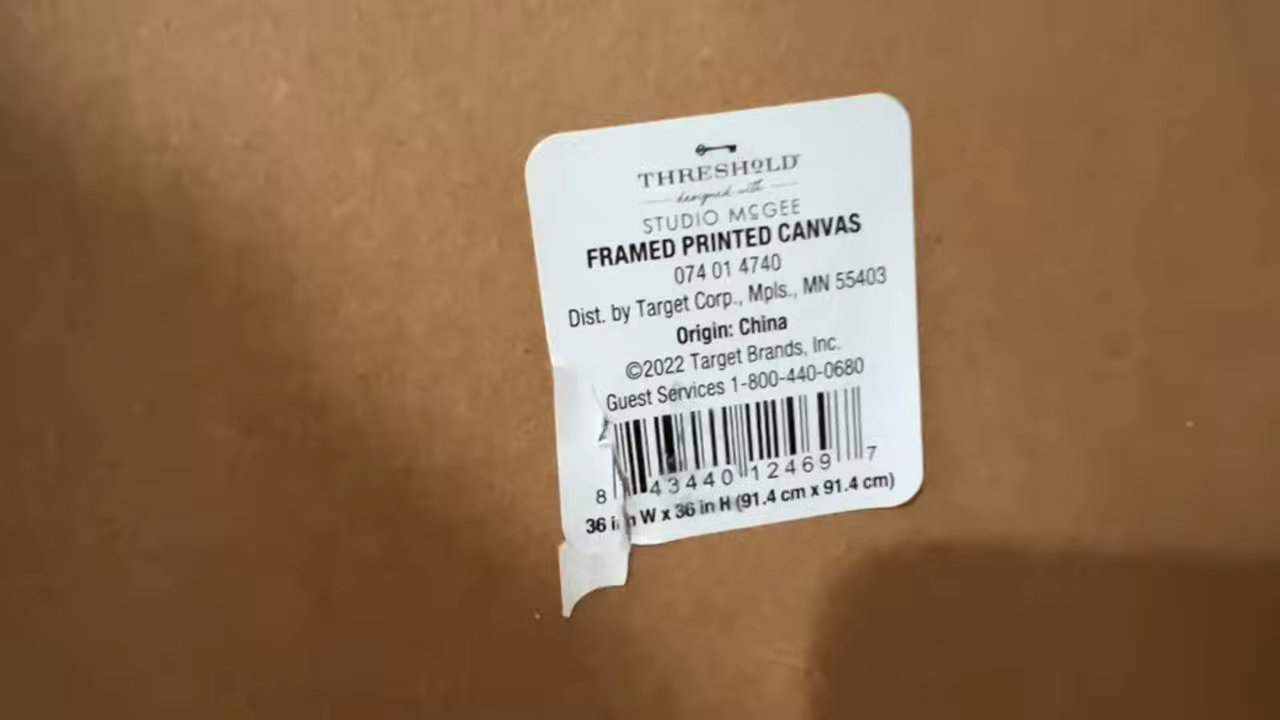 THRESHOLD
designed with
STUDIO MCGEE
FRAMED PRINTED CANVAS
074 01 4740
Dist. by Target Corp., Mpls., MN 55403
Origin: China
©2022 Target Brands, Inc.
Guest Services 1-800-440-0680
8 43440 12469 7
36 in W x 36 in H (91.4 cm x 91.4 cm)